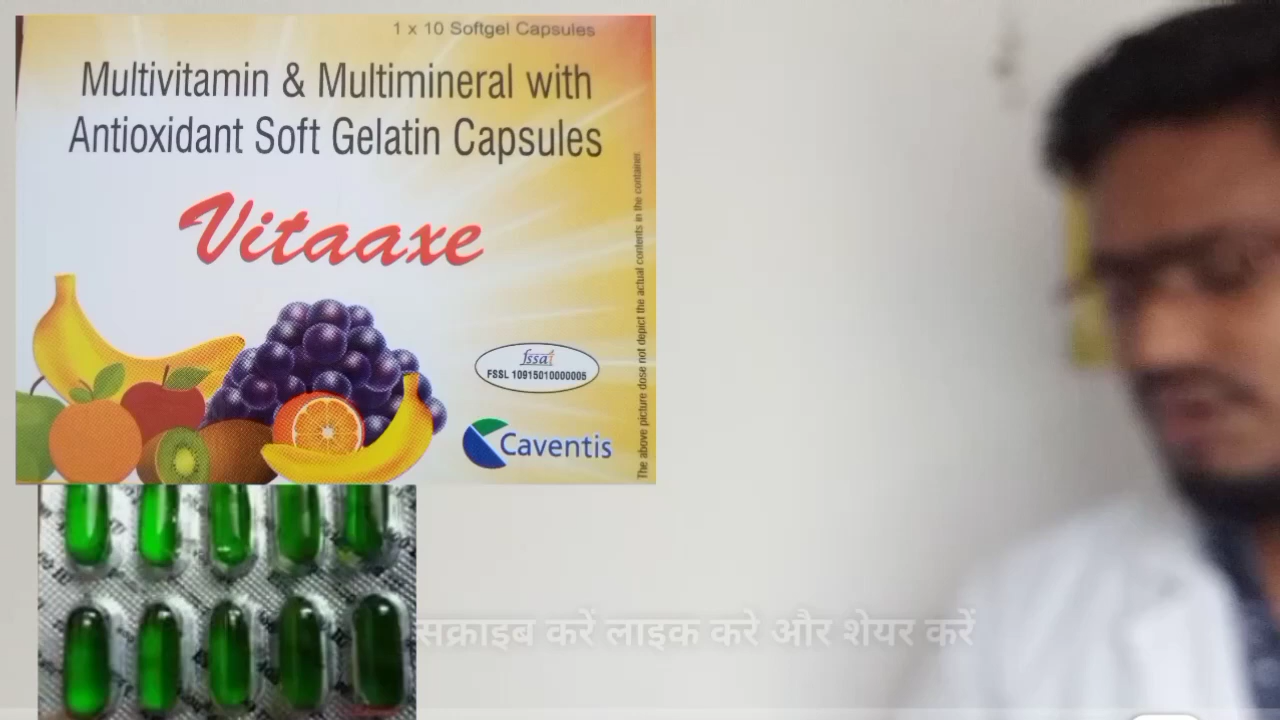 1 x 10 Softgel Capsules
Multivitamin & Multimineral with
Antioxidant Soft Gelatin Capsules
Vitaaxe
fssai
FSSL 10915010000005
Caventis
The above picture dose not depict the actual contents in the container
सक्राइब करें लाइक करे और शेयर करें